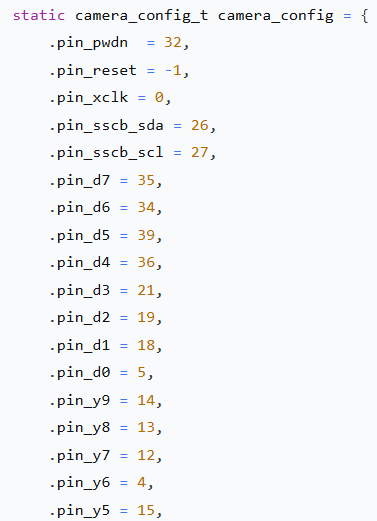 static camera_config_t camera_config = {
    .pin_pwdn  = 32,
    .pin_reset = -1,
    .pin_xclk = 0,
    .pin_sscb_sda = 26,
    .pin_sscb_scl = 27,
    .pin_d7 = 35,
    .pin_d6 = 34,
    .pin_d5 = 39,
    .pin_d4 = 36,
    .pin_d3 = 21,
    .pin_d2 = 19,
    .pin_d1 = 18,
    .pin_d0 = 5,
    .pin_y9 = 14,
    .pin_y8 = 13,
    .pin_y7 = 12,
    .pin_y6 = 4,
    .pin_y5 = 15,